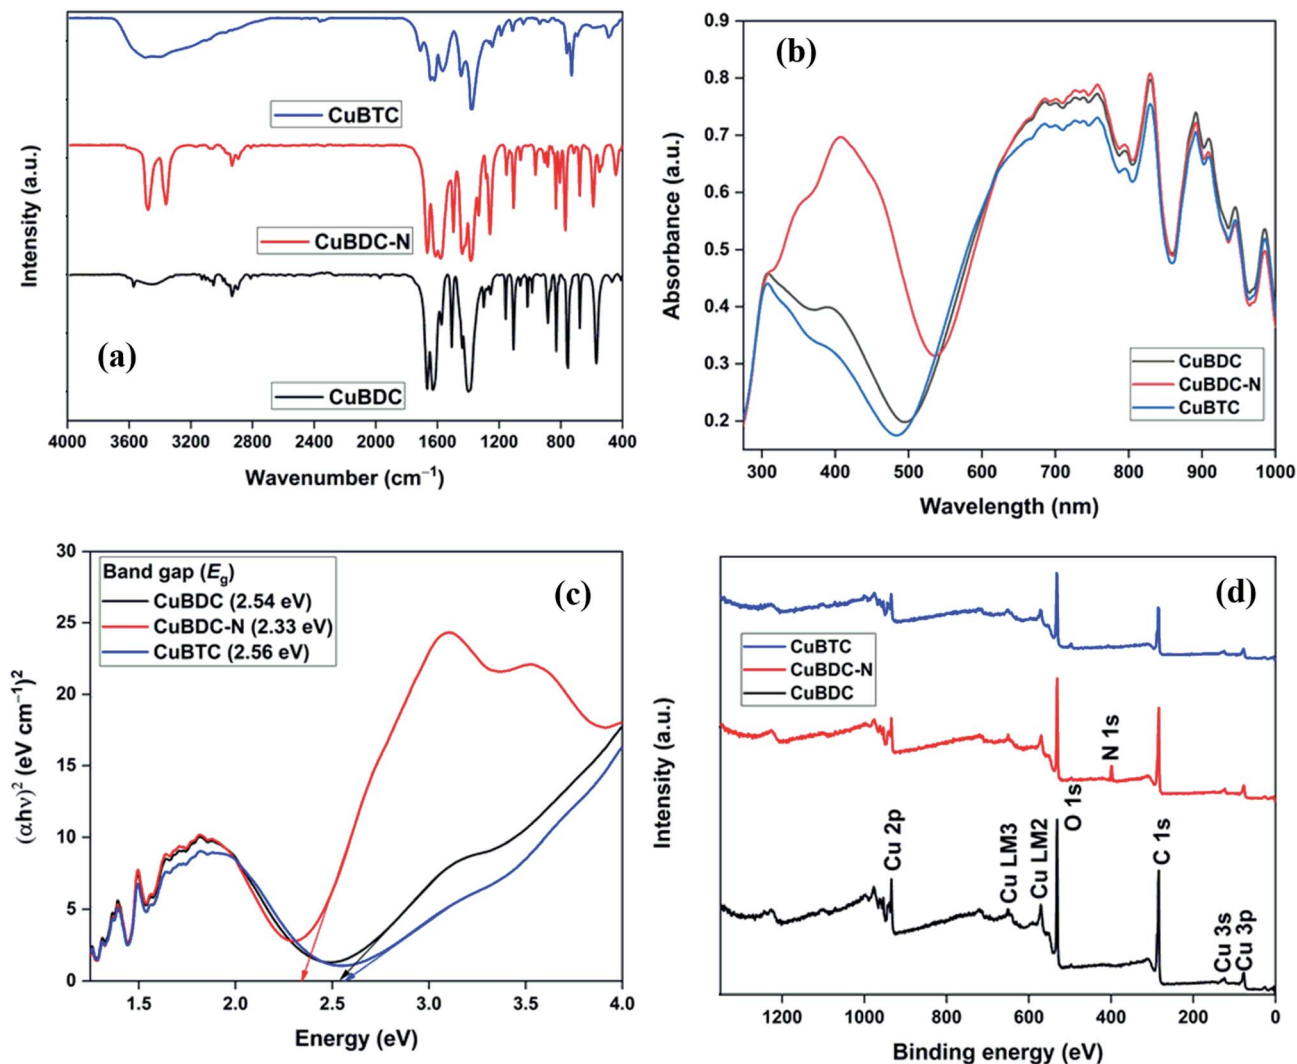 (a)
CuBTC
CuBDC-N
CuBDC
Intensity (a.u.)
4000 3600 3200 2800 2400 2000 1600 1200 800 400
Wavenumber (cm⁻¹)
(b)
0.9
0.8
0.7
0.6
0.5
0.4
0.3
0.2
Absorbance (a.u.)
CuBDC
CuBDC-N
CuBTC
300 400 500 600 700 800 900 1000
Wavelength (nm)
(c)
30
25
20
15
10
5
0
(αhν)² (eV cm⁻¹)²
Band gap (Eg)
CuBDC (2.54 eV)
CuBDC-N (2.33 eV)
CuBTC (2.56 eV)
1.5 2.0 2.5 3.0 3.5 4.0
Energy (eV)
(d)
CuBTC
CuBDC-N
CuBDC
Intensity (a.u.)
N 1s
Cu 2p
Cu LM3
Cu LM2
O 1s
C 1s
Cu 3s
Cu 3p
1200 1000 800 600 400 200 0
Binding energy (eV)